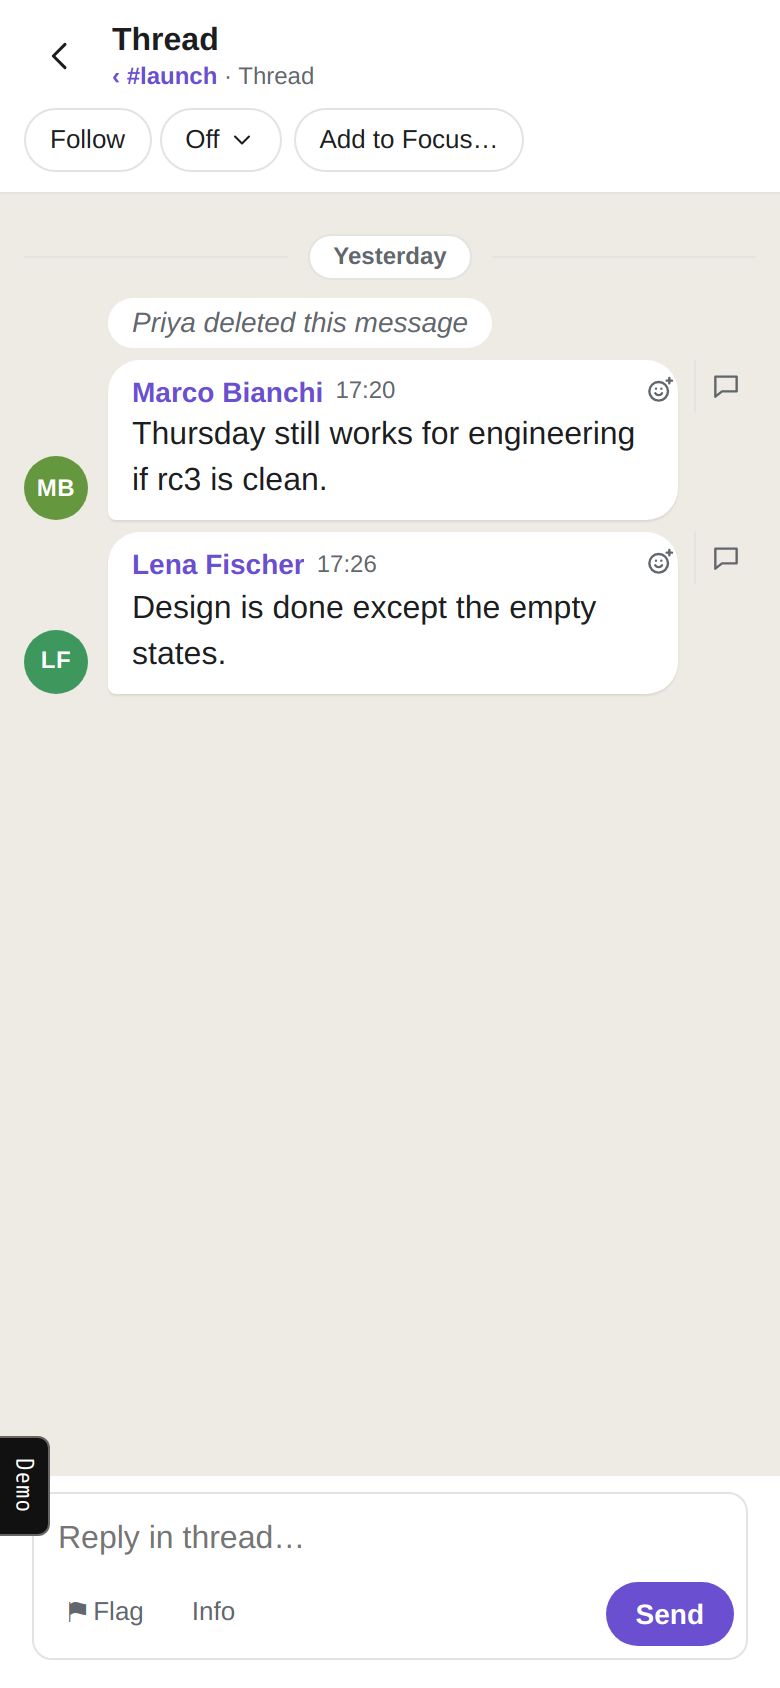 Thread
‹ #launch · Thread
Follow
Off
Add to Focus…
Yesterday
Priya deleted this message
Marco Bianchi 17:20
Thursday still works for engineering
if rc3 is clean.
MB
Lena Fischer 17:26
Design is done except the empty
states.
LF
Demo
Reply in thread…
Flag
Info
Send